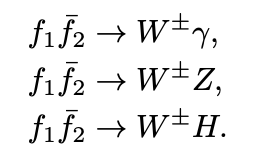 f₁f̄₂ → W±γ,
f₁f̄₂ → W±Z,
f₁f̄₂ → W±H.